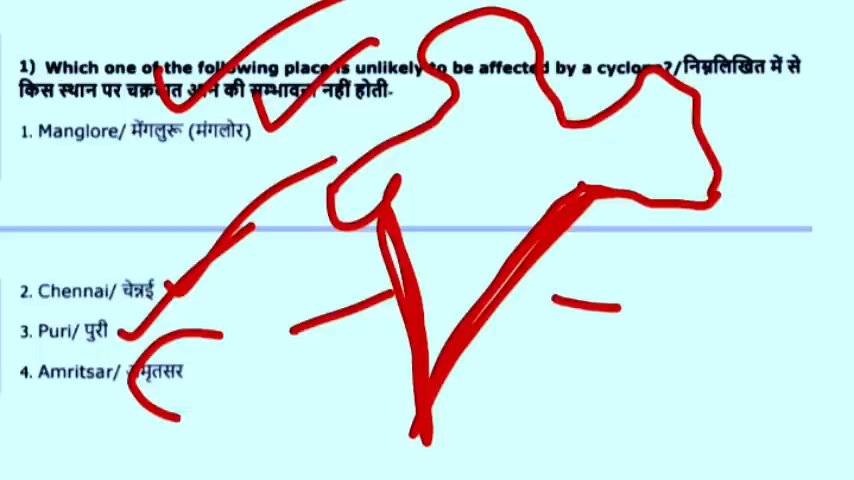 1) Which one of the following place is unlikely to be affected by a cyclone?/निम्नलिखित में से
किस स्थान पर चक्रवात आने की सम्भावना नहीं होती-
1. Manglore/ मेंगलुरू (मंगलोर)
2. Chennai/ चेन्नई
3. Puri/ पुरी
4. Amritsar/ अमृतसर